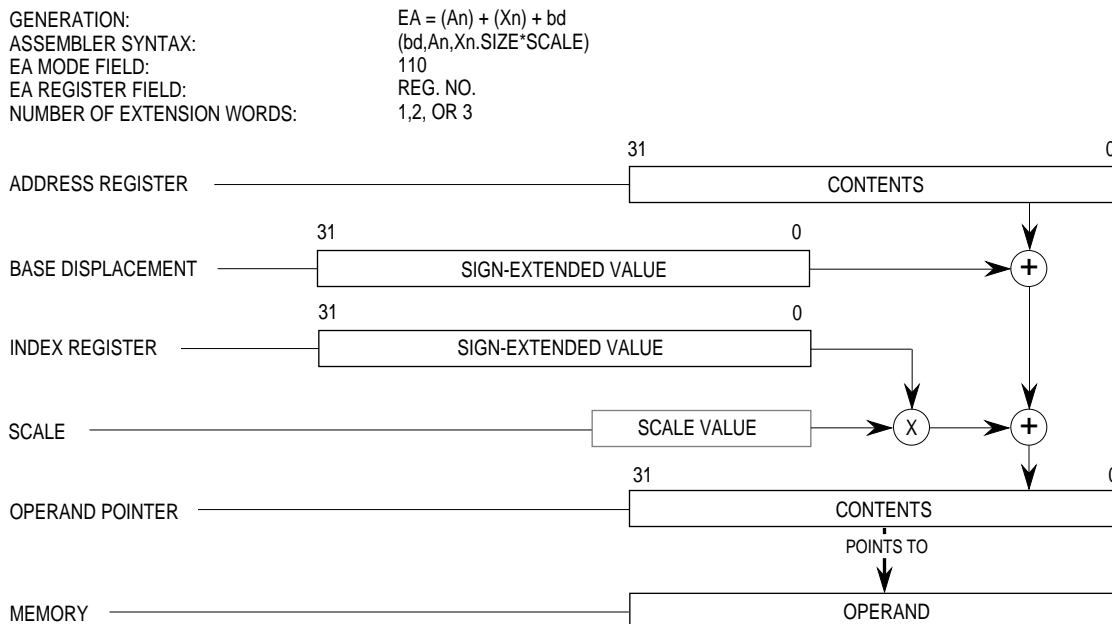 GENERATION: EA = (An) + (Xn) + bd
ASSEMBLER SYNTAX: (bd,An,Xn.SIZE*SCALE)
EA MODE FIELD: 110
EA REGISTER FIELD: REG. NO.
NUMBER OF EXTENSION WORDS: 1,2, OR 3
31 0
ADDRESS REGISTER CONTENTS
31 0
BASE DISPLACEMENT SIGN-EXTENDED VALUE +
31 0
INDEX REGISTER SIGN-EXTENDED VALUE
SCALE SCALE VALUE X +
31 0
OPERAND POINTER CONTENTS
POINTS TO
MEMORY OPERAND